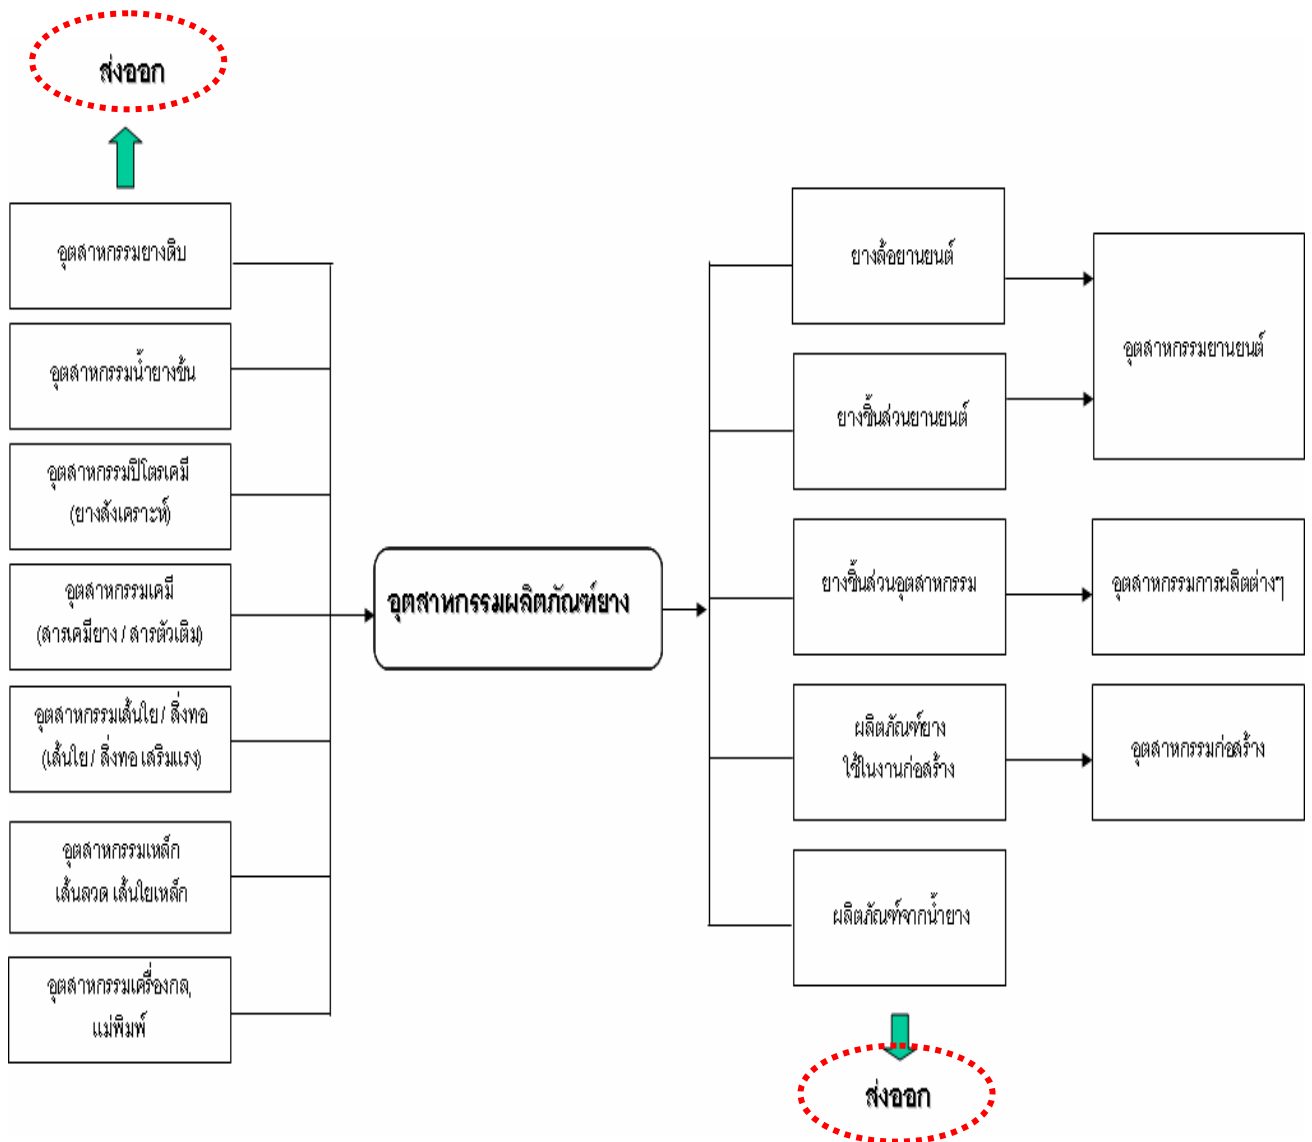 ส่งออก
อุตสาหกรรมยางดิบ
อุตสาหกรรมน้ำยางข้น
อุตสาหกรรมปิโตรเคมี
(ยางสังเคราะห์)
อุตสาหกรรมเคมี
(สารเคมียาง / สารตัวเติม)
อุตสาหกรรมเส้นใย / สิ่งทอ
(เส้นใย / สิ่งทอ เสริมแรง)
อุตสาหกรรมเหล็ก
เส้นลวด เส้นใยเหล็ก
อุตสาหกรรมเครื่องกล,
แม่พิมพ์
อุตสาหกรรมผลิตภัณฑ์ยาง
ยางล้อยานยนต์
ยางชิ้นส่วนยานยนต์
ยางชิ้นส่วนอุตสาหกรรม
ผลิตภัณฑ์ยาง
ใช้ในงานก่อสร้าง
ผลิตภัณฑ์จากน้ำยาง
อุตสาหกรรมยานยนต์
อุตสาหกรรมการผลิตต่างๆ
อุตสาหกรรมก่อสร้าง
ส่งออก